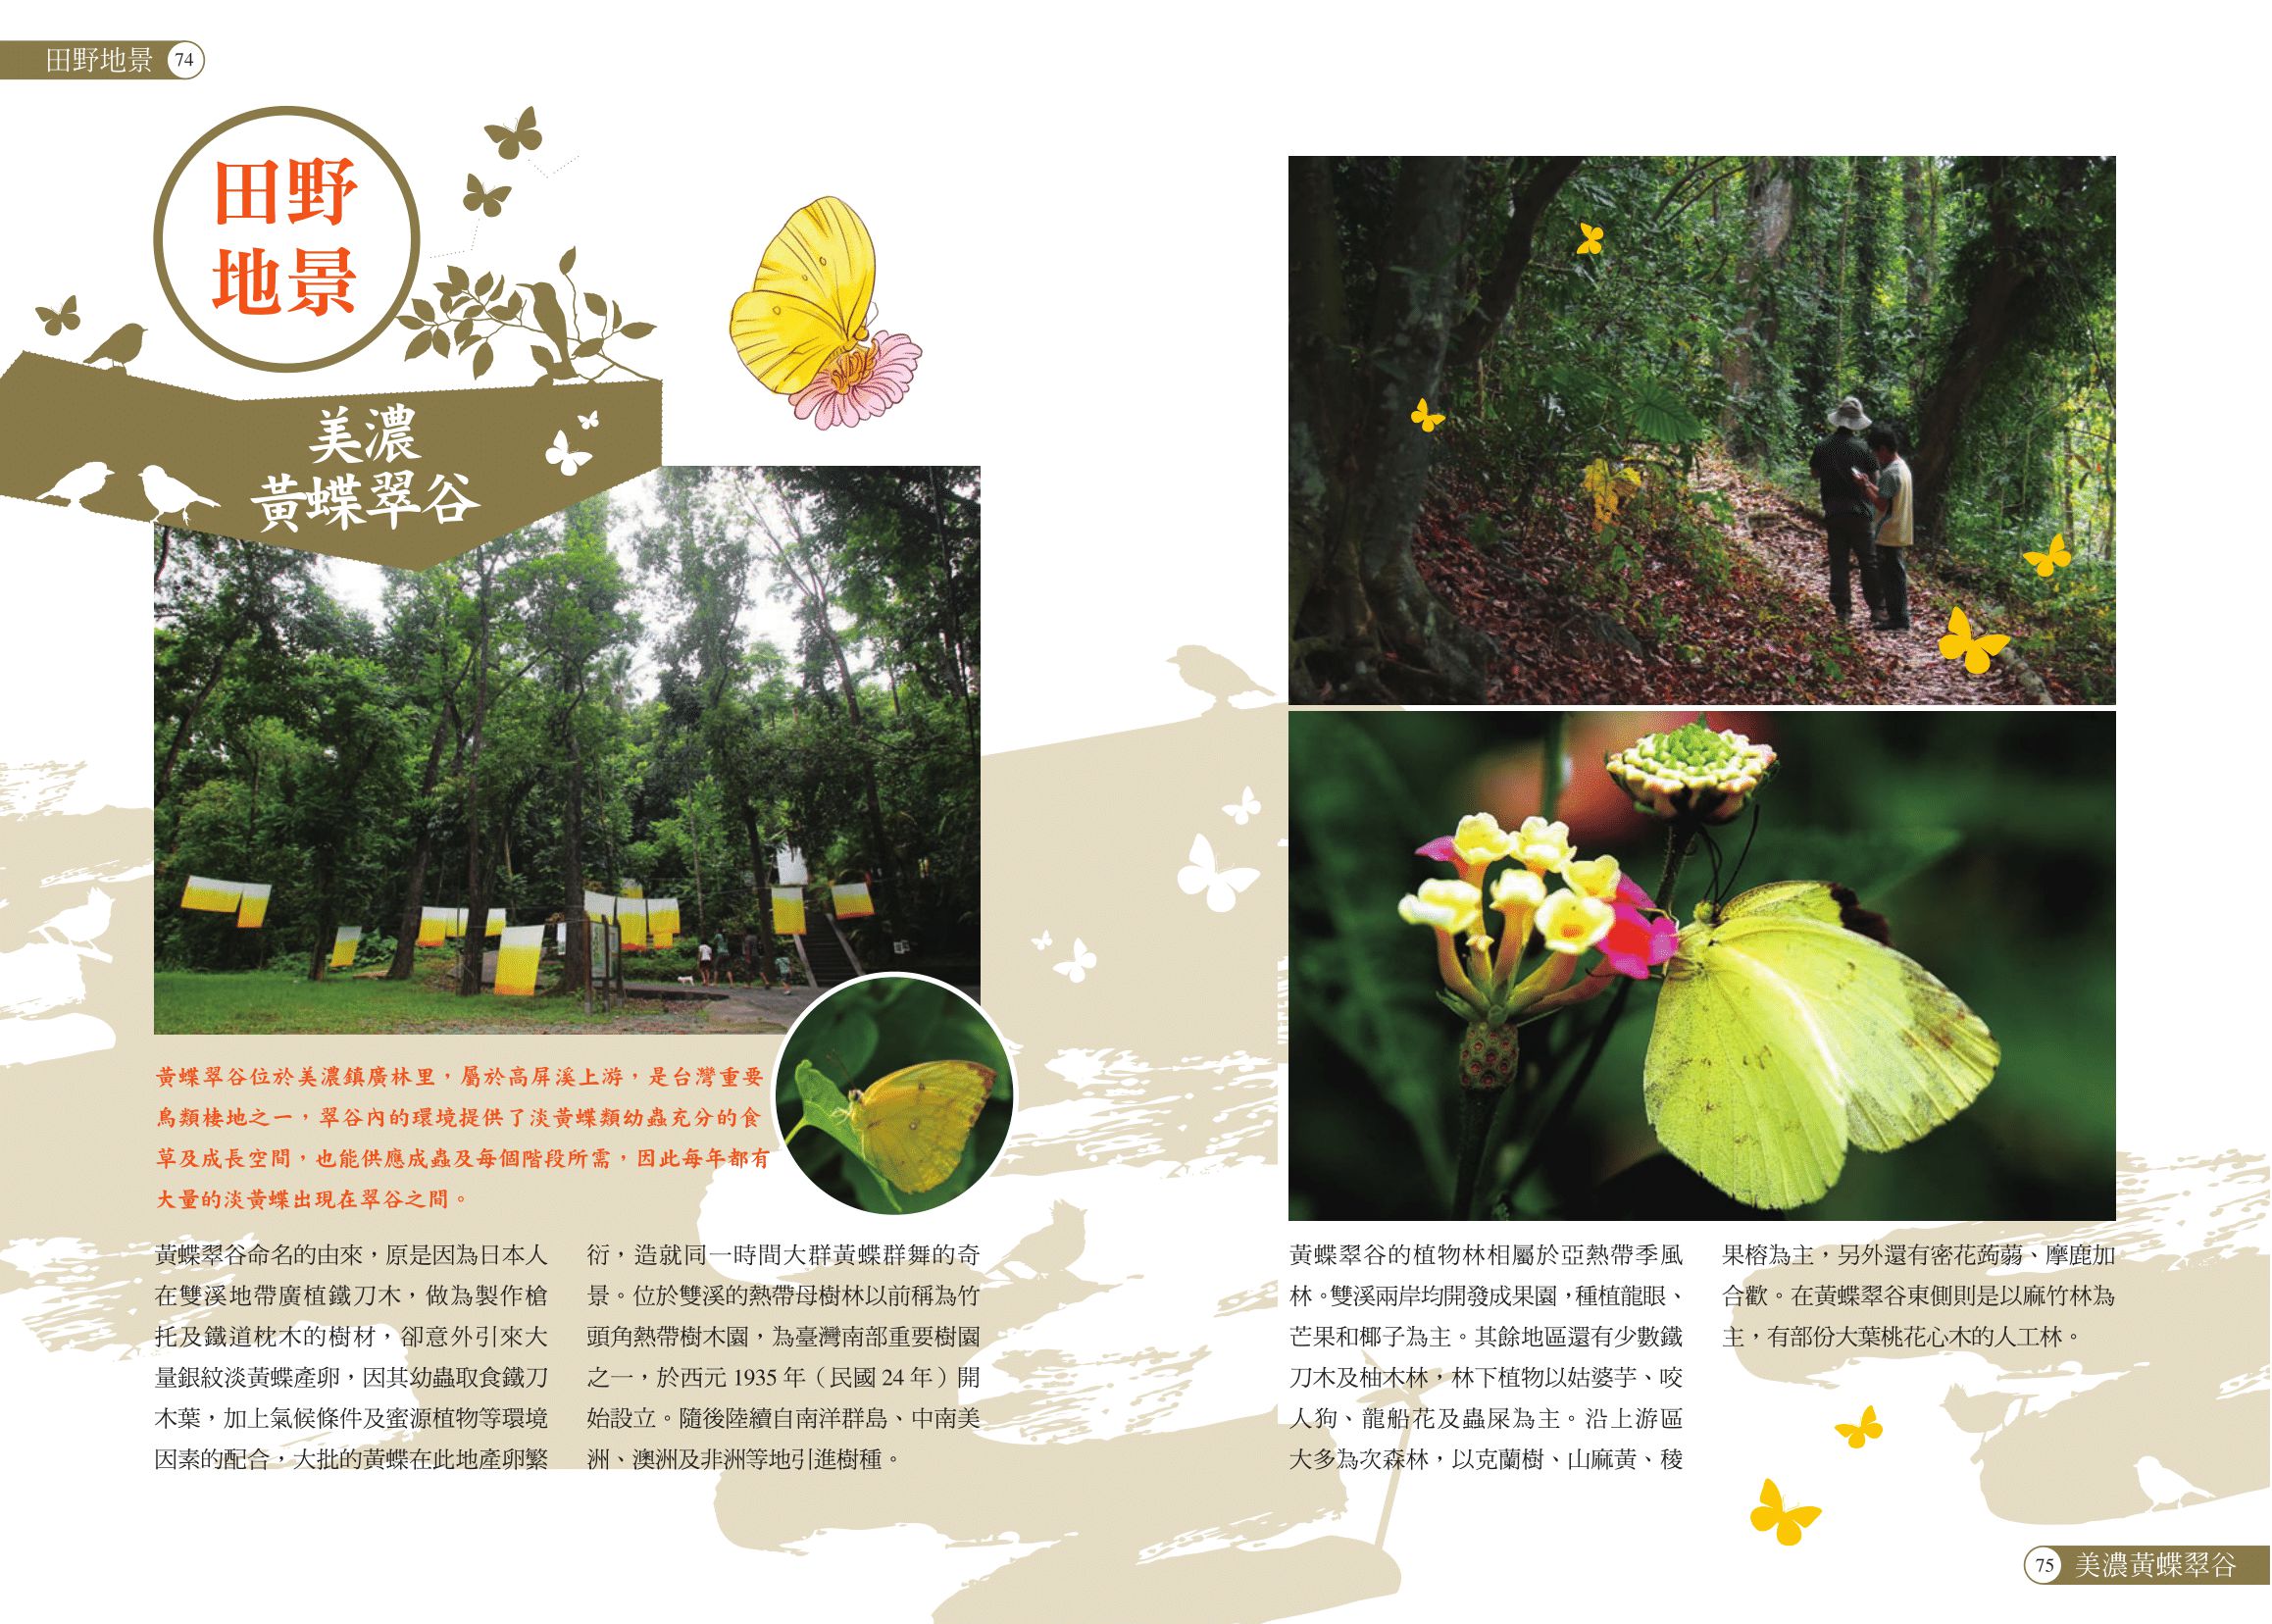 田野地景 74
田野
地景
美濃
黃蝶翠谷
黃蝶翠谷位於美濃鎮廣林里，屬於高屏溪上游，是台灣重要
鳥類棲地之一，翠谷內的環境提供了淡黃蝶類幼蟲充分的食
草及成長空間，也能供應成蟲及每個階段所需，因此每年都有
大量的淡黃蝶出現在翠谷之間。
黃蝶翠谷命名的由來，原是因為日本人
在雙溪地帶廣植鐵刀木，做為製作槍
托及鐵道枕木的樹材，卻意外引來大
量銀紋淡黃蝶產卵，因其幼蟲取食鐵刀
木葉，加上氣候條件及蜜源植物等環境
因素的配合，大批的黃蝶在此地產卵繁
衍，造就同一時間大群黃蝶群舞的奇
景。位於雙溪的熱帶母樹林以前稱為竹
頭角熱帶樹木園，為臺灣南部重要樹園
之一，於西元 1935 年（民國 24 年）開
始設立。隨後陸續自南洋群島、中南美
洲、澳洲及非洲等地引進樹種。
黃蝶翠谷的植物林相屬於亞熱帶季風
林。雙溪兩岸均開發成果園，種植龍眼、
芒果和椰子為主。其餘地區還有少數鐵
刀木及柚木林，林下植物以姑婆芋、咬
人狗、龍船花及蟲屎為主。沿上游區
大多為次森林，以克蘭樹、山麻黃、稜
果榕為主，另外還有密花蒟蒻、摩鹿加
合歡。在黃蝶翠谷東側則是以麻竹林為
主，有部份大葉桃花心木的人工林。
75 美濃黃蝶翠谷